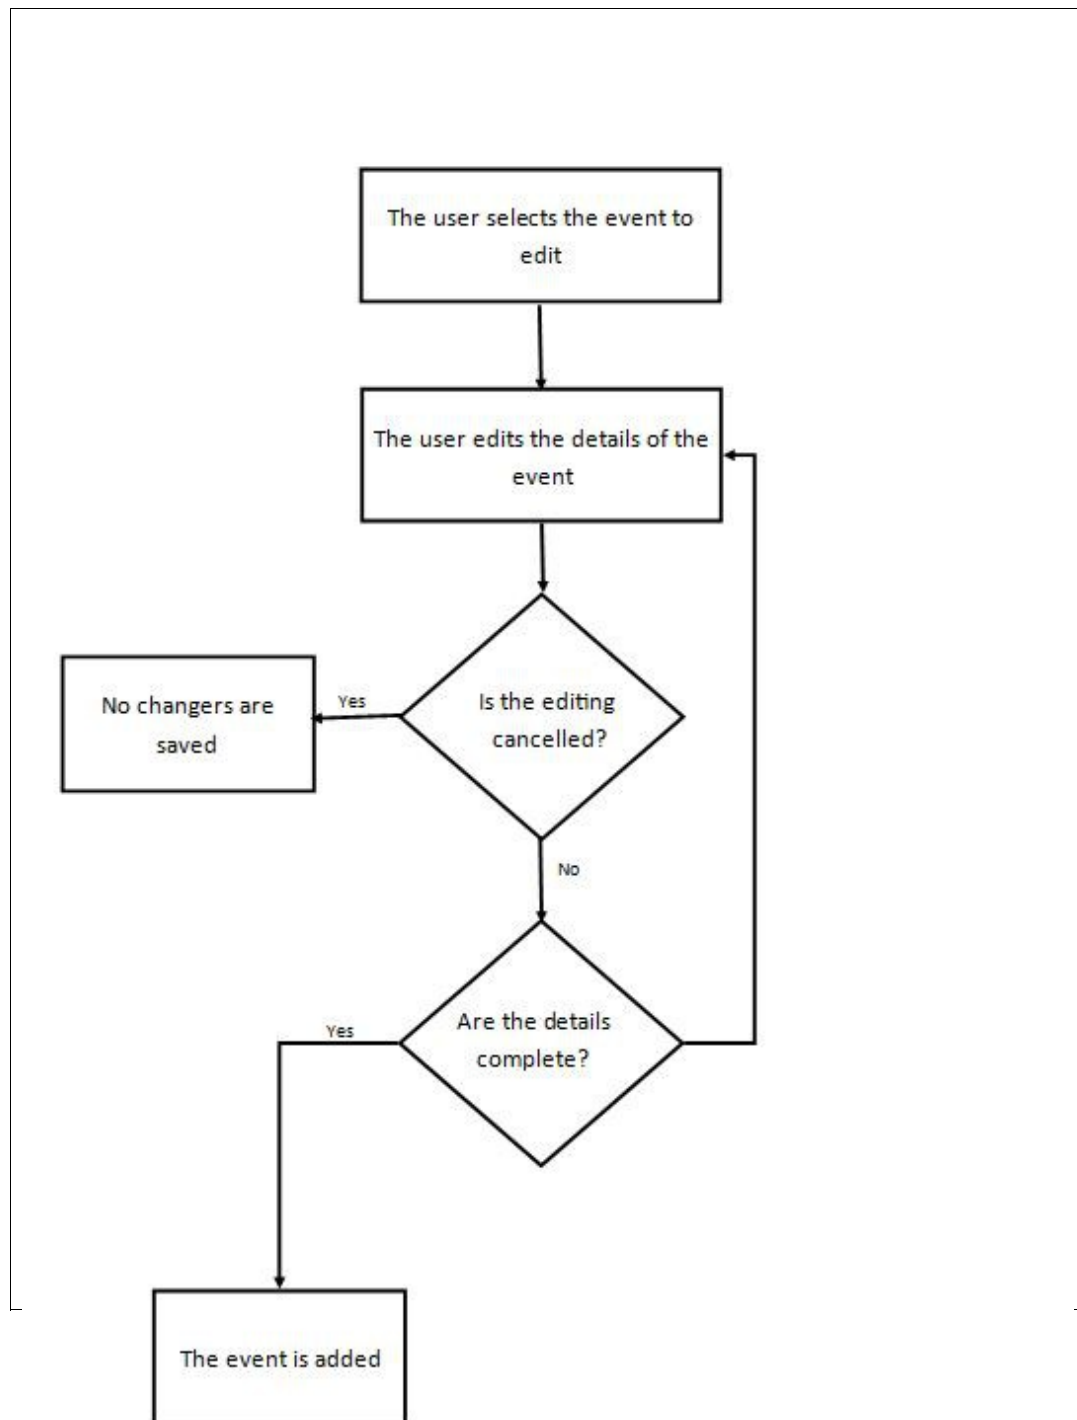 The user selects the event to
edit
The user edits the details of the
event
Is the editing
cancelled?
Yes
No changers are
saved
No
Are the details
complete?
Yes
The event is added